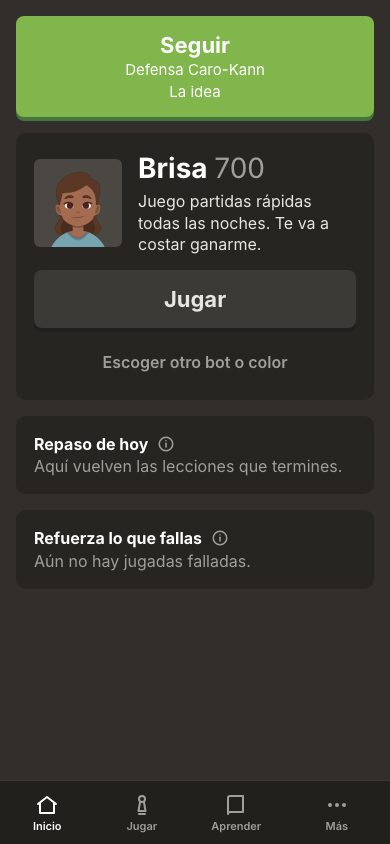 Seguir
Defensa Caro-Kann
La idea
Brisa 700
Juego partidas rápidas
todas las noches. Te va a
costar ganarme.
Jugar
Escoger otro bot o color
Repaso de hoy
Aquí vuelven las lecciones que termines.
Refuerza lo que fallas
Aún no hay jugadas falladas.
Inicio
Jugar
Aprender
Más